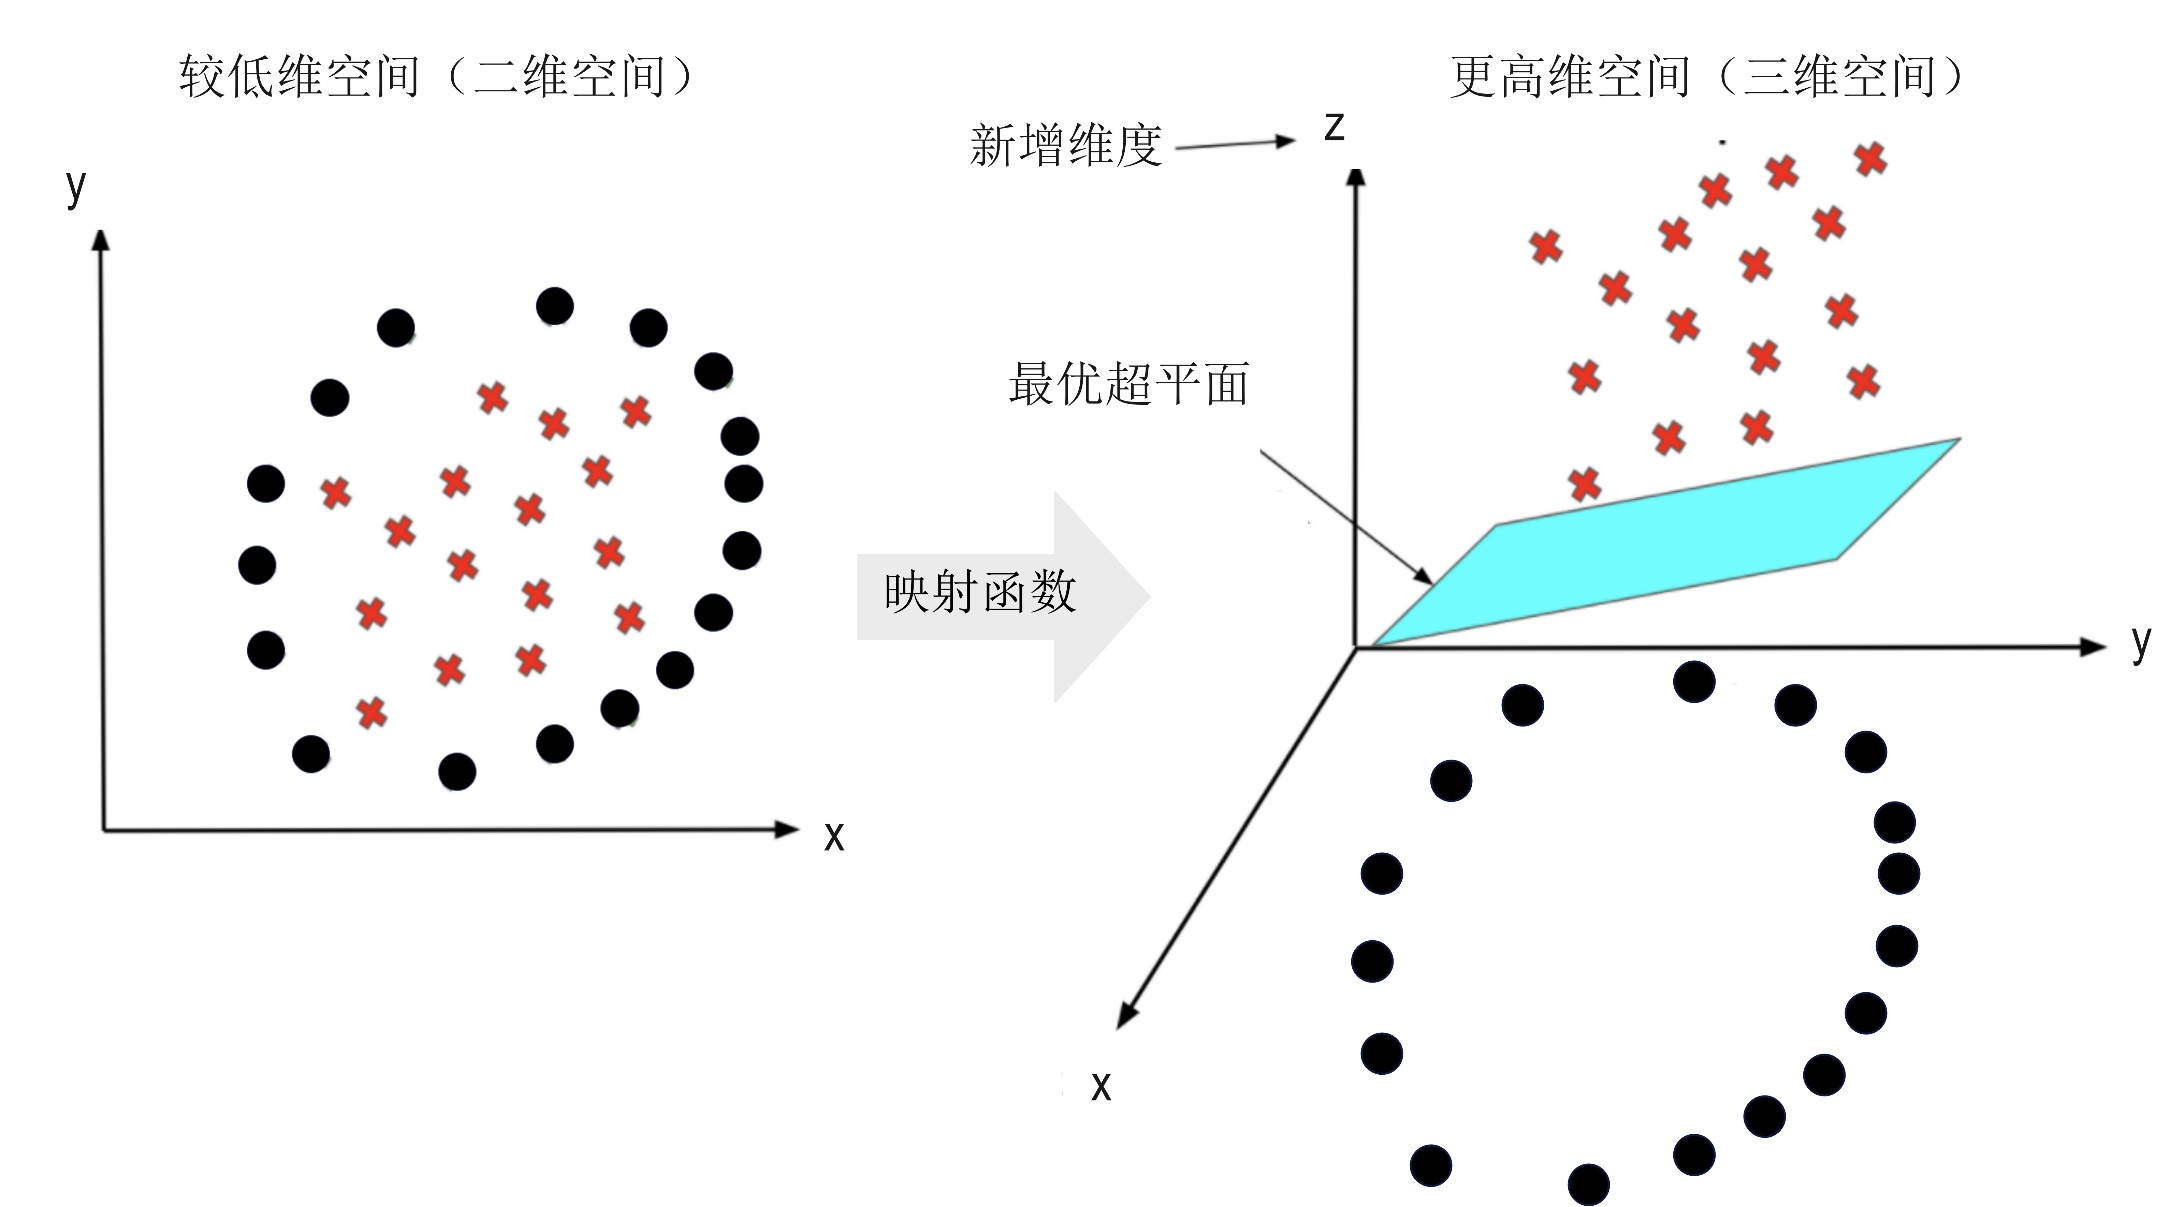 较低维空间（二维空间）
更高维空间（三维空间）
新增维度
z
y
最优超平面
映射函数
y
x
x